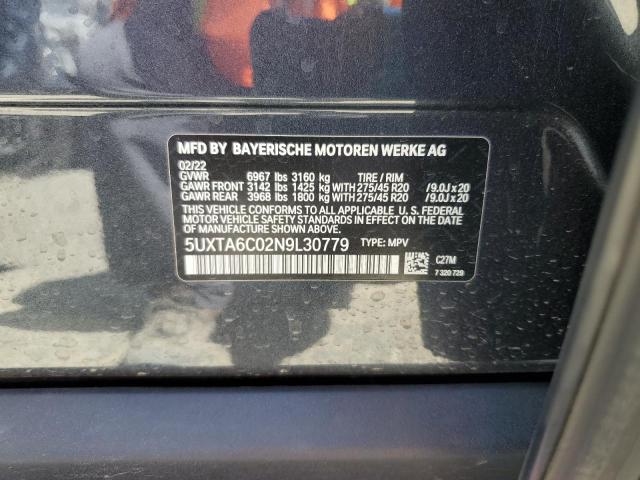 MFD BY BAYERISCHE MOTOREN WERKE AG
02/22
GVWR 6967 lbs 3160 kg TIRE / RIM
GAWR FRONT 3142 lbs 1425 kg WITH 275/45 R20 /9.0J x 20
GAWR REAR 3968 lbs 1800 kg WITH 275/45 R20 /9.0J x 20
THIS VEHICLE CONFORMS TO ALL APPLICABLE U.S. FEDERAL
MOTOR VEHICLE SAFETY STANDARDS IN EFFECT ON THE DATE
OF MANUFACTURE SHOWN ABOVE.
5UXTA6C02N9L30779 TYPE: MPV
C27M
7 320 729